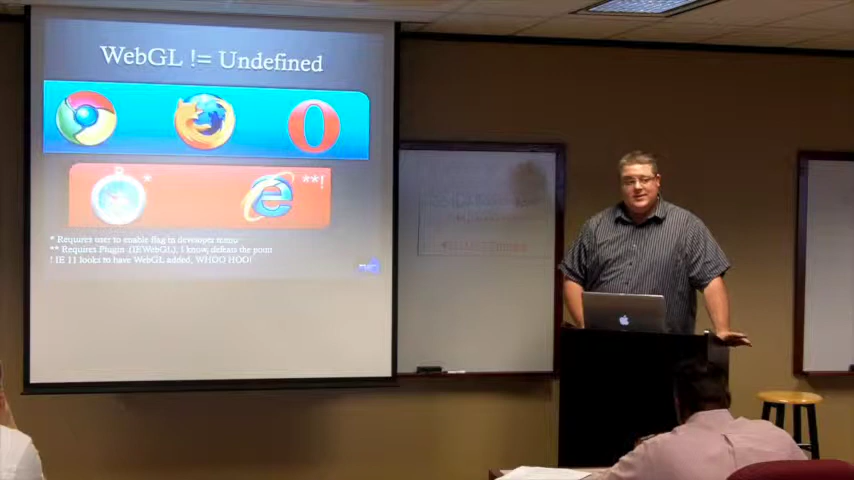 WebGL != Undefined
*
**!
* Requires user to enable flag in developer menu
** Requires Plugin (IEWebGL), I know, defeats the point
! IE 11 looks to have WebGL added, WHOO HOO!